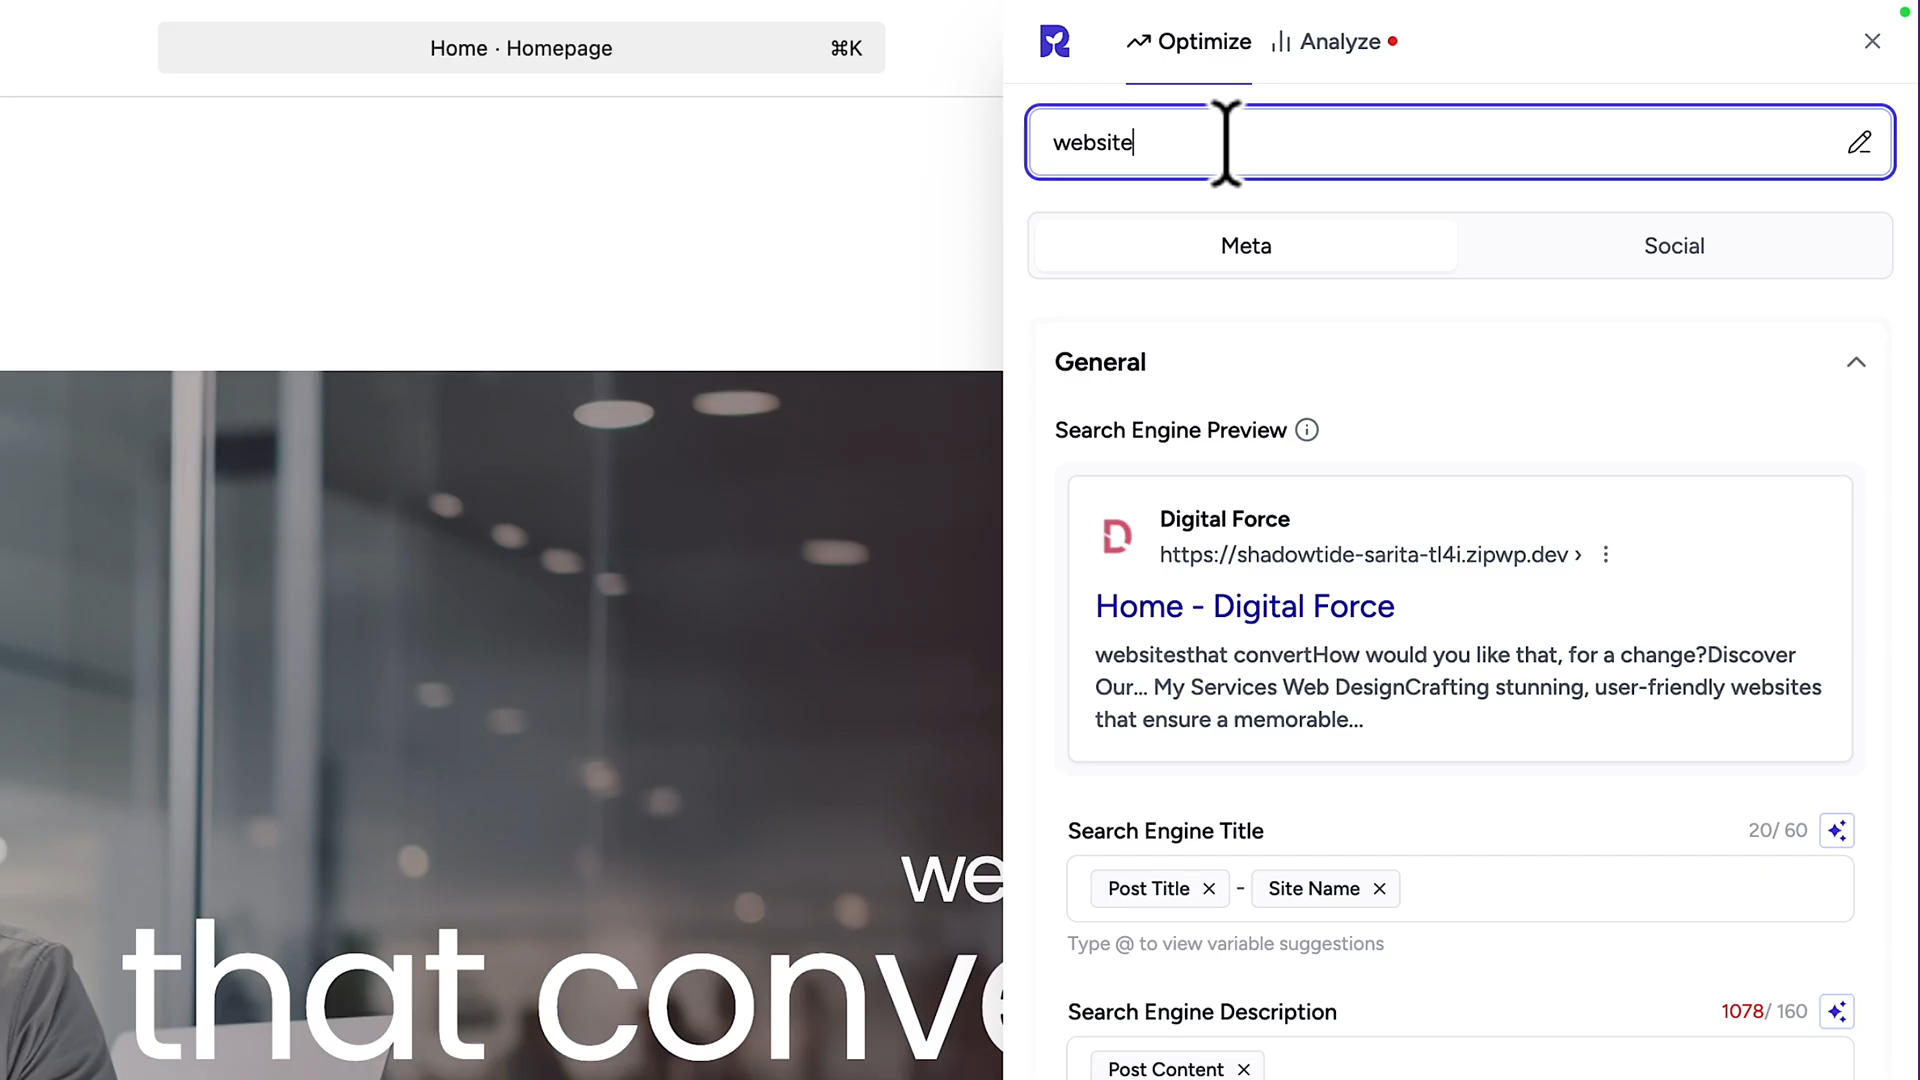 Home · Homepage
⌘K
Optimize
Analyze
website
Meta
Social
General
Search Engine Preview
Digital Force
https://shadowtide-sarita-tl4i.zipwp.dev ›
Home - Digital Force
websitesthat convertHow would you like that, for a change?Discover
Our... My Services Web DesignCrafting stunning, user-friendly websites
that ensure a memorable...
Search Engine Title
20/ 60
Post Title × - Site Name ×
Type @ to view variable suggestions
Search Engine Description
1078/ 160
Post Content ×
we
that conve